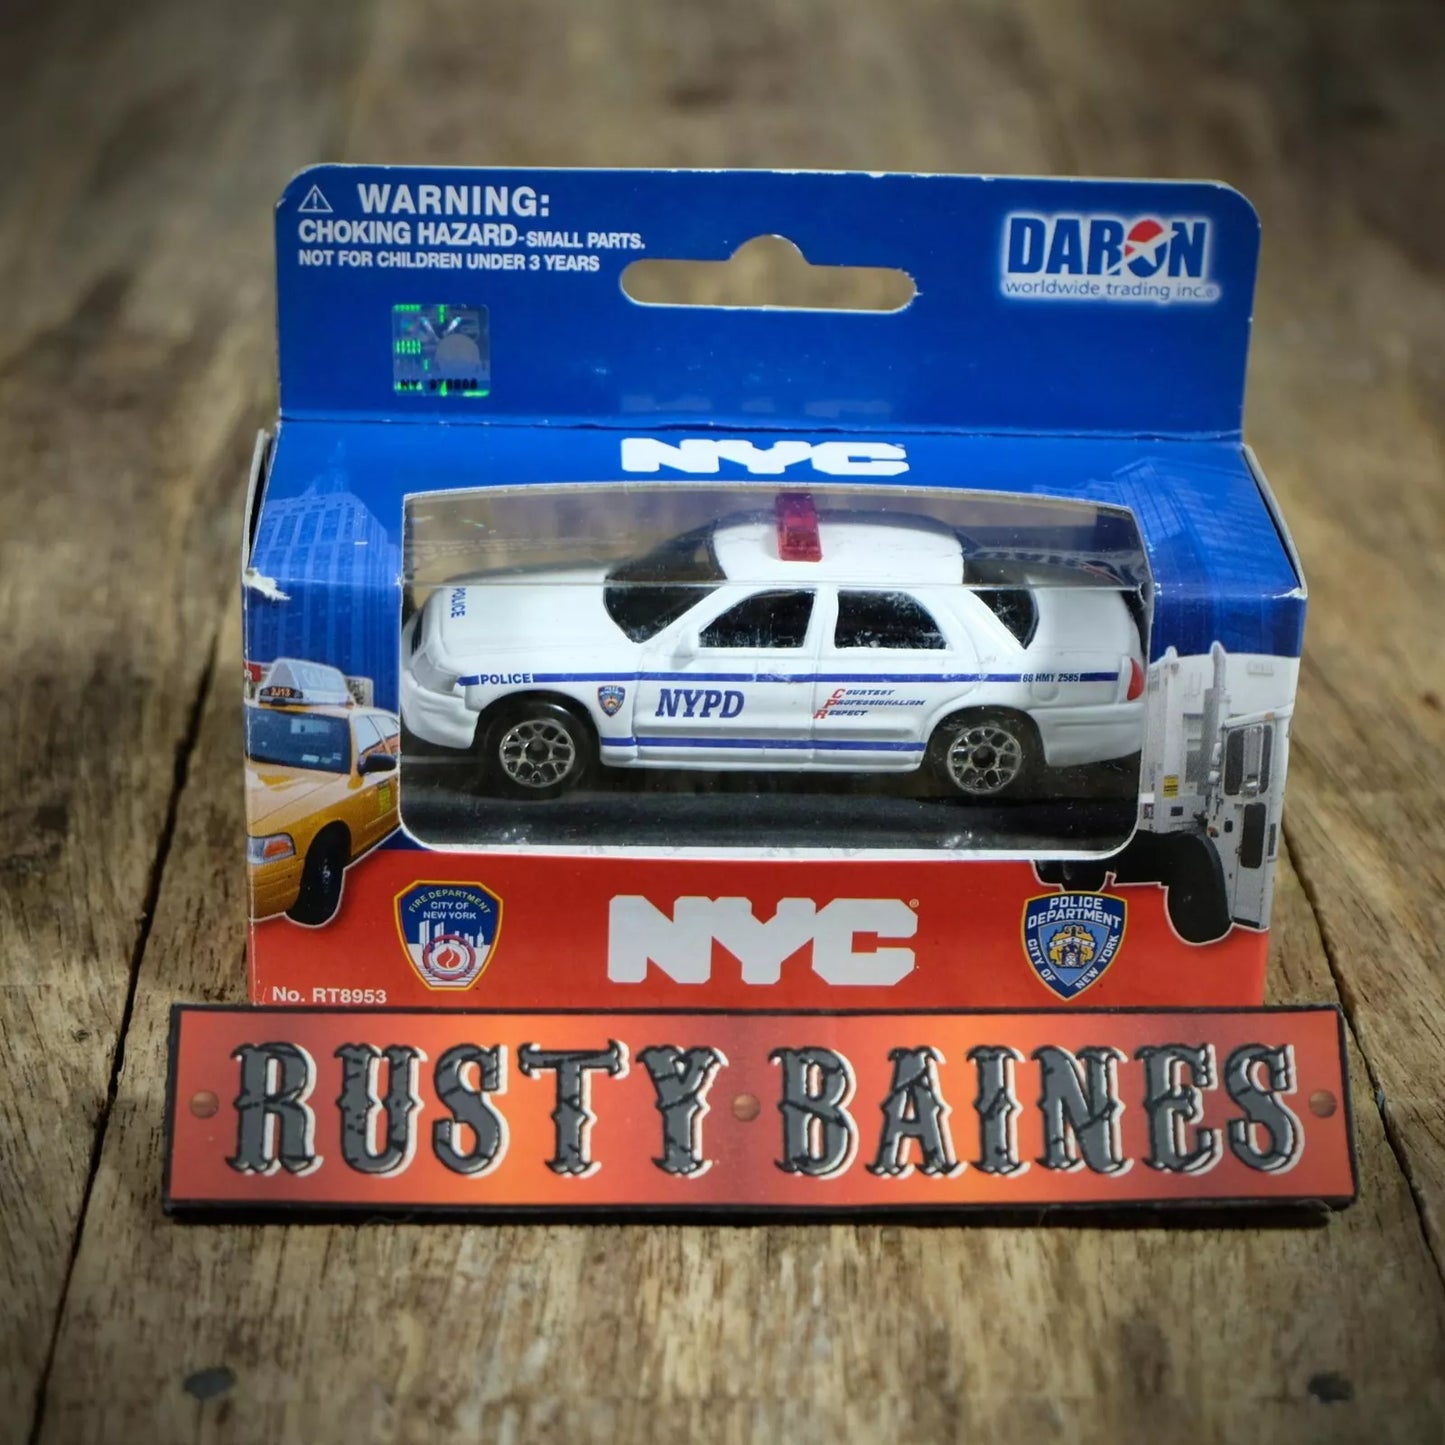 WARNING:
CHOKING HAZARD-SMALL PARTS.
NOT FOR CHILDREN UNDER 3 YEARS
DARON
worldwide trading inc.®
NYC
POLICE
POLICE
NYPD
COURTESY
PROFESSIONALISM
RESPECT
2J13
FIRE DEPARTMENT
CITY OF
NEW YORK
NYC®
POLICE
DEPARTMENT
CITY OF NEW YORK
No. RT8953
RUSTY BAINES